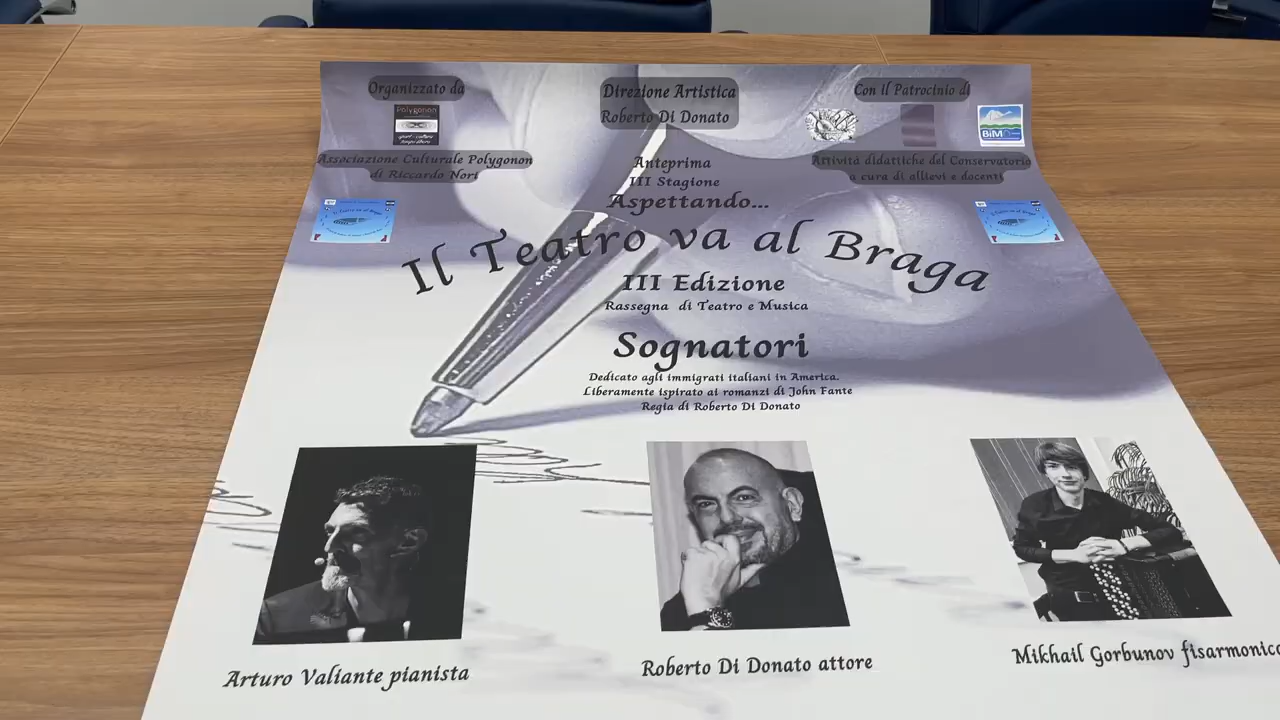 Organizzato da
Polygonon
Associazione Culturale Polygonon
di Riccardo Nori
Direzione Artistica
Roberto Di Donato
Con il Patrocinio di
BIM
Attività didattiche del Conservatorio
a cura di allievi e docenti
Anteprima
III Stagione
Aspettando...
Il Teatro va al Braga
III Edizione
Rassegna di Teatro e Musica
Sognatori
Dedicato agli immigrati italiani in America.
Liberamente ispirato ai romanzi di John Fante
Regia di Roberto Di Donato
Arturo Valiante pianista
Roberto Di Donato attore
Mikhail Gorbunov fisarmonica